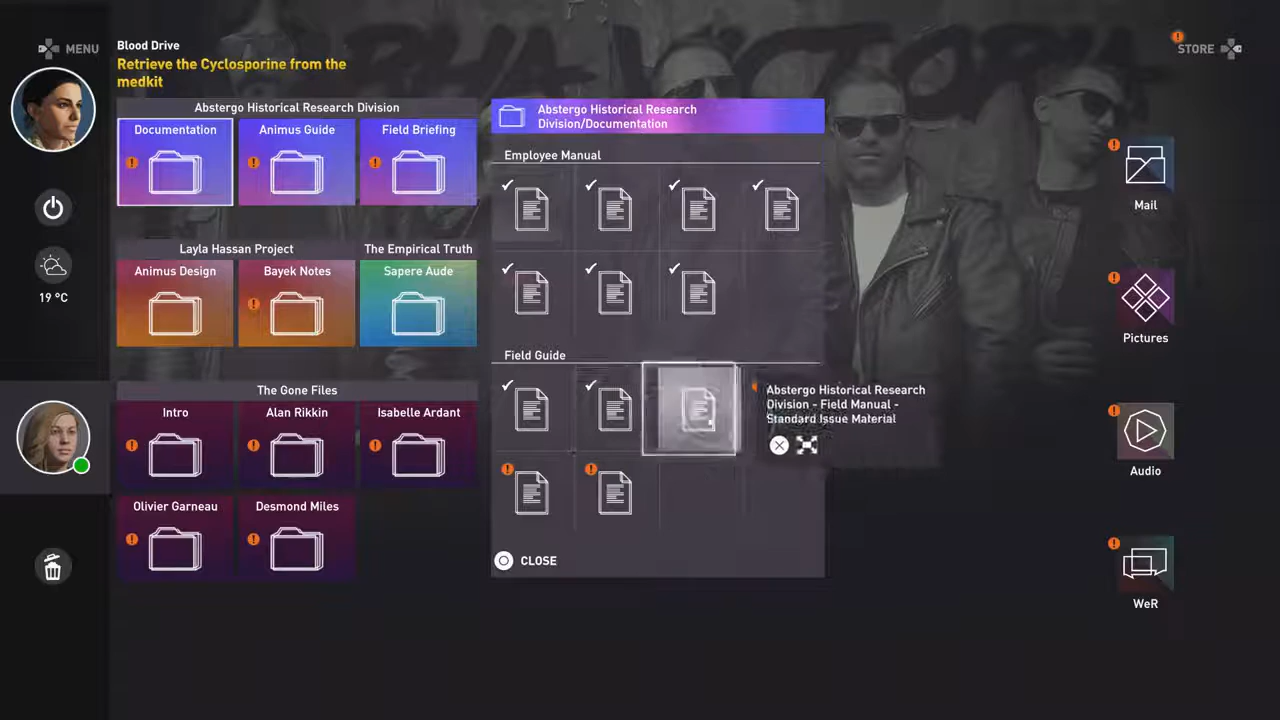 MENU
Blood Drive
Retrieve the Cyclosporine from the
medkit
STORE
Abstergo Historical Research Division
Documentation
Animus Guide
Field Briefing
Layla Hassan Project
The Empirical Truth
Animus Design
Bayek Notes
Sapere Aude
The Gone Files
Intro
Alan Rikkin
Isabelle Ardant
Olivier Garneau
Desmond Miles
19 °C
Abstergo Historical Research
Division/Documentation
Employee Manual
Field Guide
Abstergo Historical Research
Division - Field Manual -
Standard Issue Material
CLOSE
Mail
Pictures
Audio
WeR